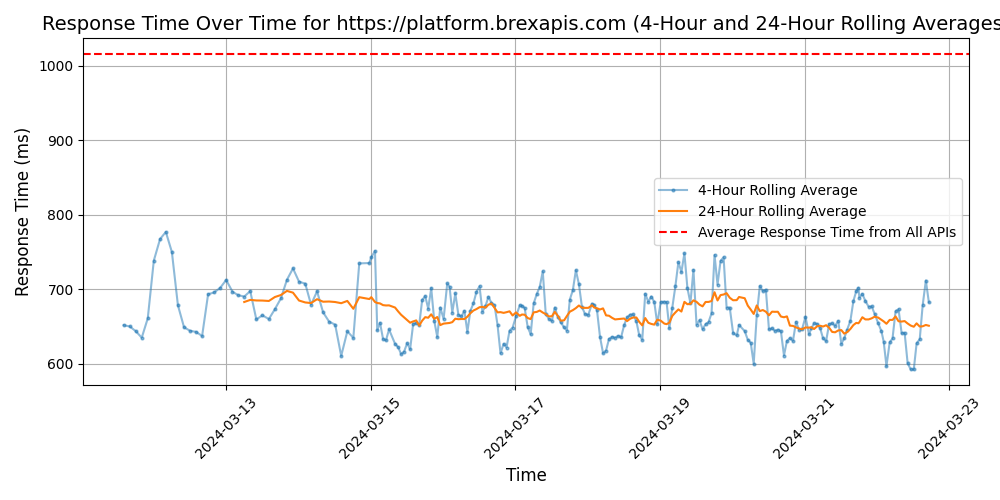 Response Time Over Time for https://platform.brexapis.com (4-Hour and 24-Hour Rolling Averages
1000
900
800
700
600
Response Time (ms)
4-Hour Rolling Average
24-Hour Rolling Average
Average Response Time from All APIs
2024-03-13
2024-03-15
2024-03-17
2024-03-19
2024-03-21
2024-03-23
Time